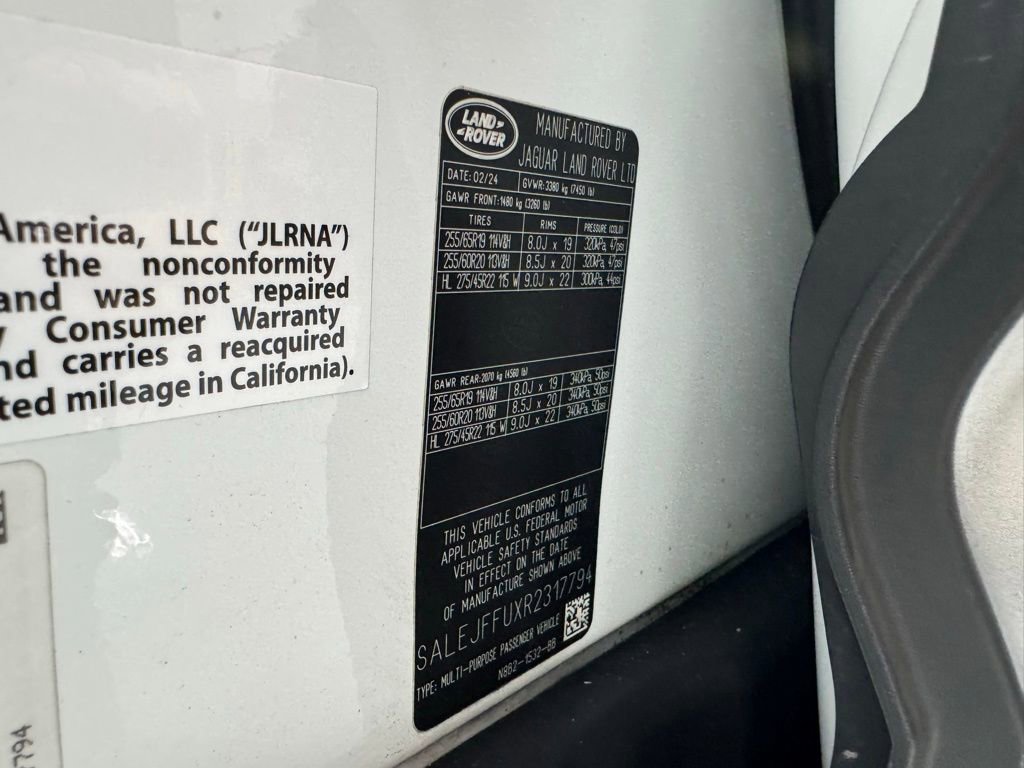 America, LLC ("JLRNA")
the nonconformity
and was not repaired
Consumer Warranty
and carries a reacquired
ted mileage in California).
LAND ROVER
MANUFACTURED BY
JAGUAR LAND ROVER LTD
DATE: 02/24 GVWR: 3380 kg (7450 lb)
GAWR FRONT: 1480 kg (3260 lb)
TIRES RIMS PRESSURE (COLD)
255/65R19 114V&H 8.0J x 19 320kPa, 47psi
255/60R20 113V&H 8.5J x 20 320kPa, 47psi
HL 275/45R22 115 W 9.0J x 22 300kPa, 44psi
GAWR REAR: 2070 kg (4560 lb)
255/65R19 114V&H 8.0J x 19 340kPa, 50psi
255/60R20 113V&H 8.5J x 20 340kPa, 50psi
HL 275/45R22 115 W 9.0J x 22 340kPa, 50psi
THIS VEHICLE CONFORMS TO ALL
APPLICABLE U.S. FEDERAL MOTOR
VEHICLE SAFETY STANDARDS
IN EFFECT ON THE DATE
OF MANUFACTURE SHOWN ABOVE
SALEJFFUXR2317794
TYPE: MULTI-PURPOSE PASSENGER VEHICLE
N8B2-1532-BB
7794